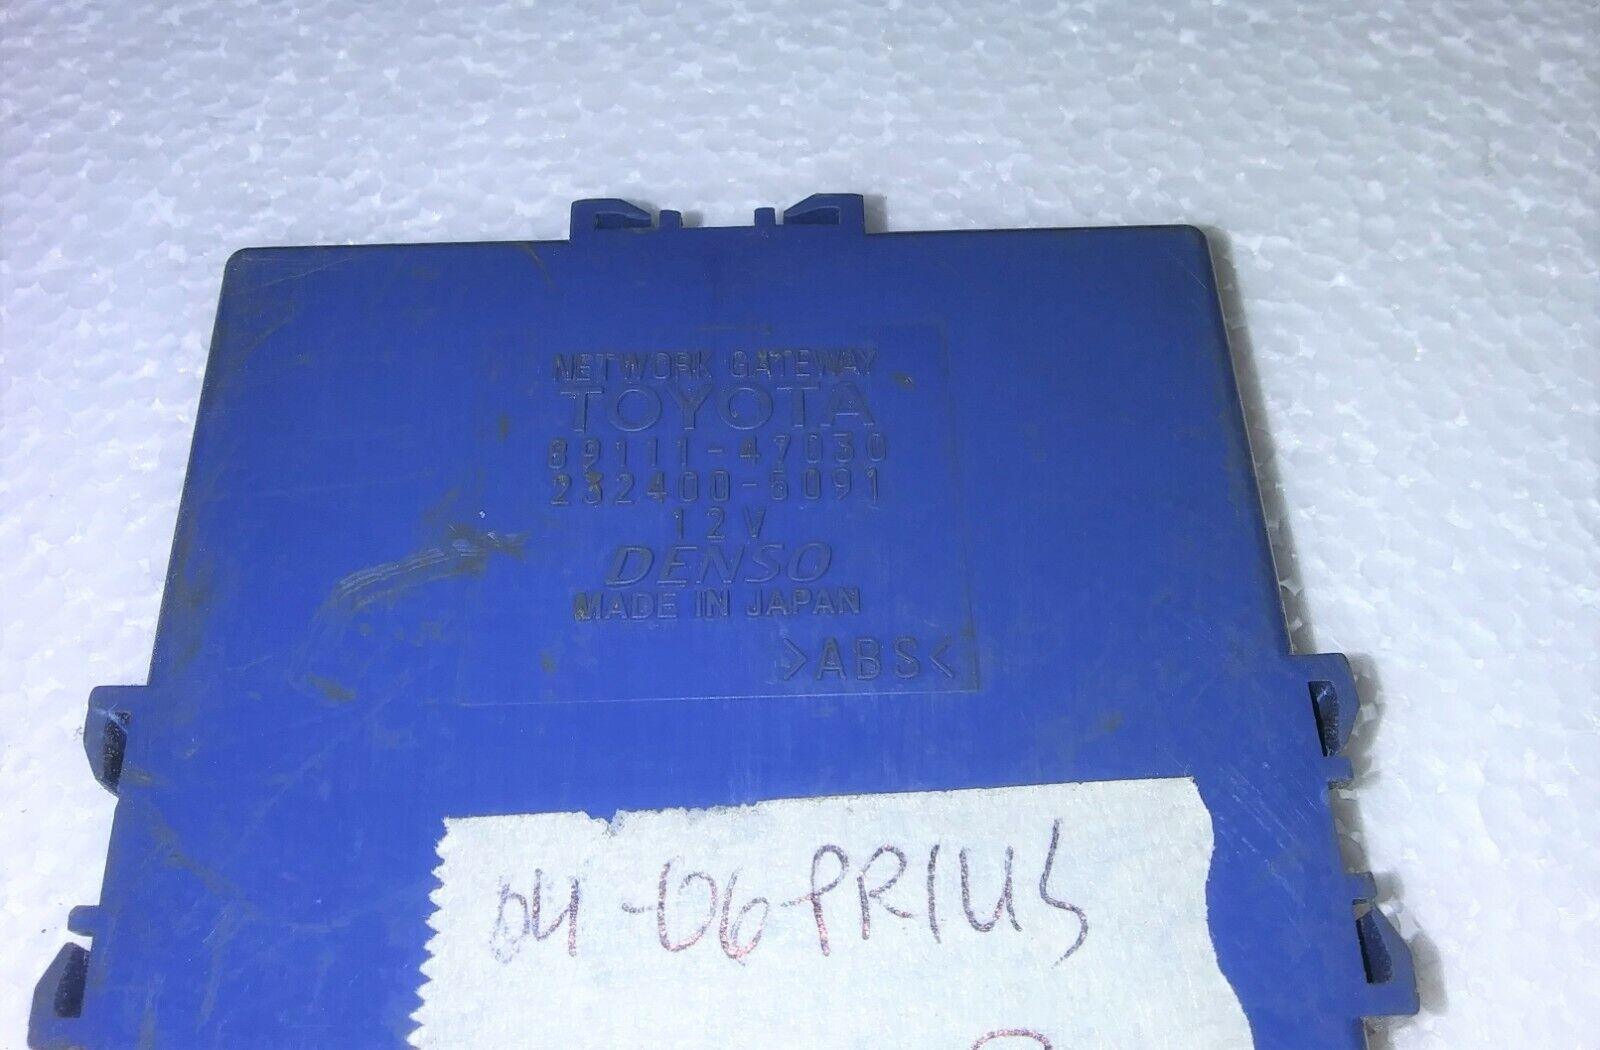 NETWORK GATEWAY
TOYOTA
89111-47030
232400-5091
12V
DENSO
MADE IN JAPAN
>ABS<
04-06 PRIUS